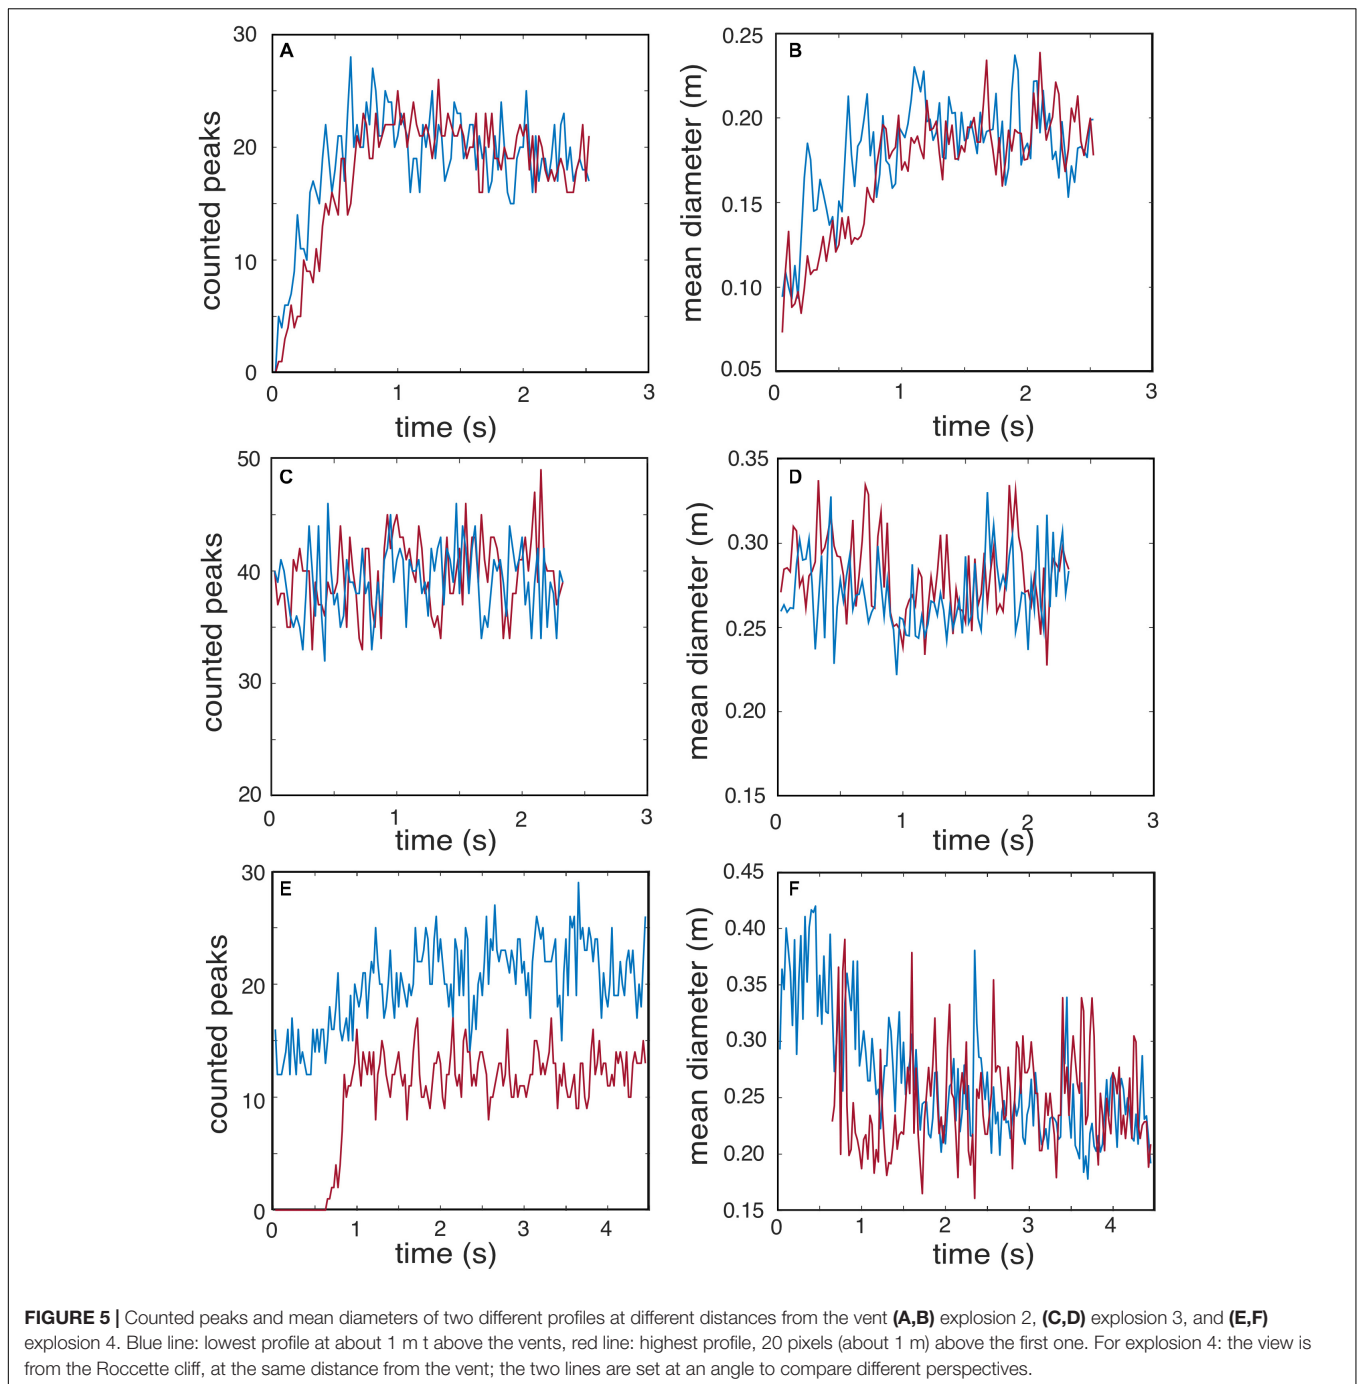 A
30
20
10
0
counted peaks
0 1 2 3
time (s)
B
0.25
0.20
0.15
0.10
0.05
mean diameter (m)
0 1 2 3
time (s)
C
50
40
30
20
counted peaks
0 1 2 3
time (s)
D
0.35
0.30
0.25
0.20
0.15
mean diameter (m)
0 1 2 3
time (s)
E
30
20
10
0
counted peaks
0 1 2 3 4
time (s)
F
0.45
0.40
0.35
0.30
0.25
0.20
0.15
mean diameter (m)
0 1 2 3 4
time (s)
FIGURE 5 | Counted peaks and mean diameters of two different profiles at different distances from the vent (A,B) explosion 2, (C,D) explosion 3, and (E,F)
explosion 4. Blue line: lowest profile at about 1 m t above the vents, red line: highest profile, 20 pixels (about 1 m) above the first one. For explosion 4: the view is
from the Roccette cliff, at the same distance from the vent; the two lines are set at an angle to compare different perspectives.